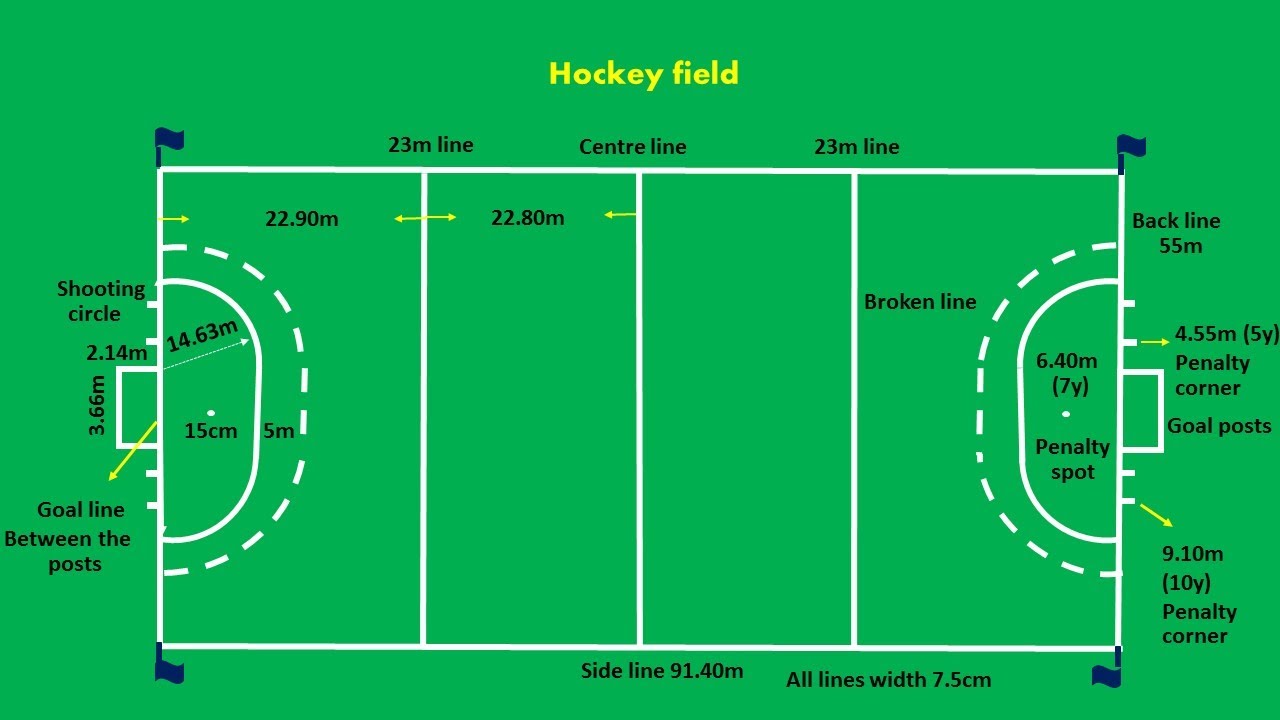 Hockey field
23m line
Centre line
23m line
22.90m
22.80m
Back line
55m
Shooting
circle
14.63m
Broken line
2.14m
3.66m
15cm
5m
6.40m
(7y)
4.55m (5y)
Penalty
corner
Goal posts
Penalty
spot
Goal line
Between the
posts
9.10m
(10y)
Penalty
corner
Side line 91.40m
All lines width 7.5cm